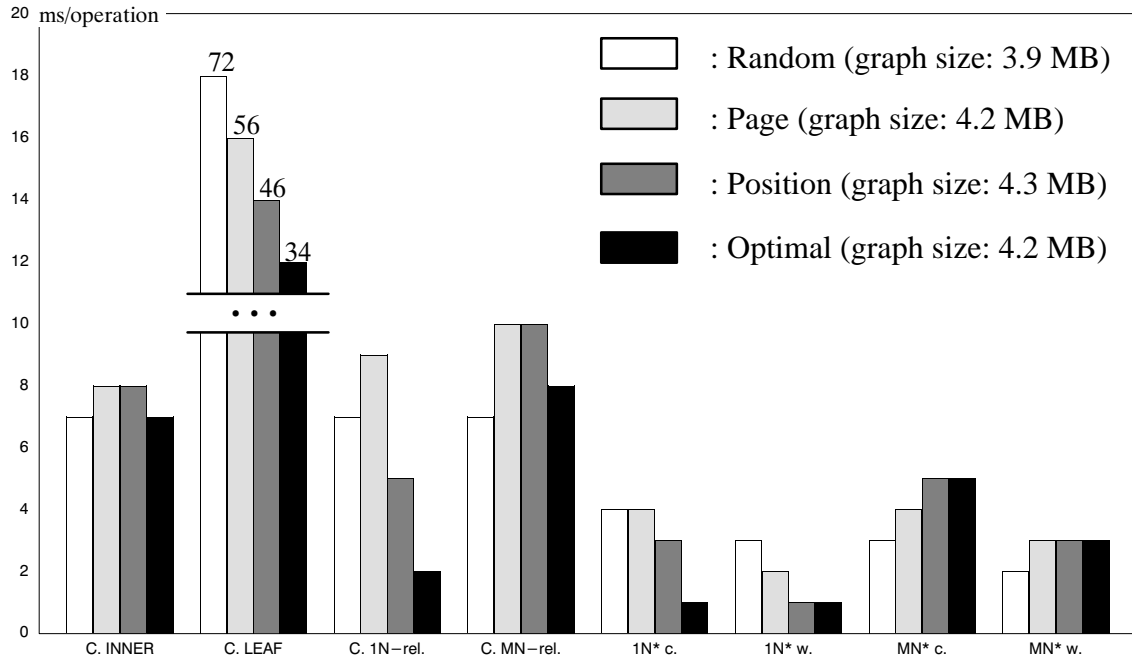 20 ms/operation
18
16
14
12
10
8
6
4
2
0
72
56
46
34
: Random (graph size: 3.9 MB)
: Page (graph size: 4.2 MB)
: Position (graph size: 4.3 MB)
: Optimal (graph size: 4.2 MB)
• • •
C. INNER C. LEAF C. 1N−rel. C. MN−rel. 1N* c. 1N* w. MN* c. MN* w.